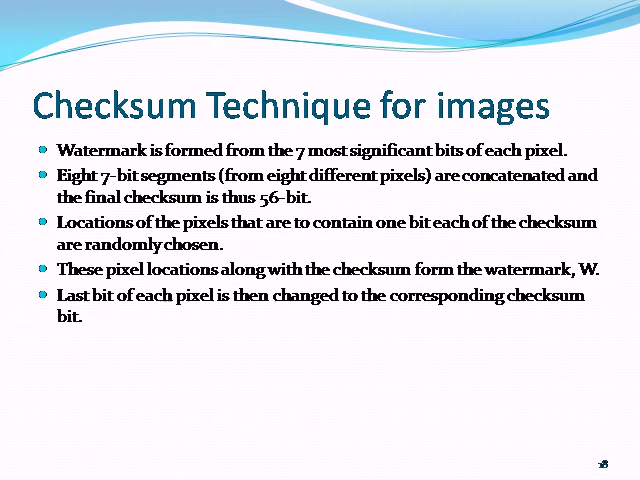 Checksum Technique for images
Watermark is formed from the 7 most significant bits of each pixel.
Eight 7-bit segments (from eight different pixels) are concatenated and
the final checksum is thus 56-bit.
Locations of the pixels that are to contain one bit each of the checksum
are randomly chosen.
These pixel locations along with the checksum form the watermark, W.
Last bit of each pixel is then changed to the corresponding checksum
bit.
18